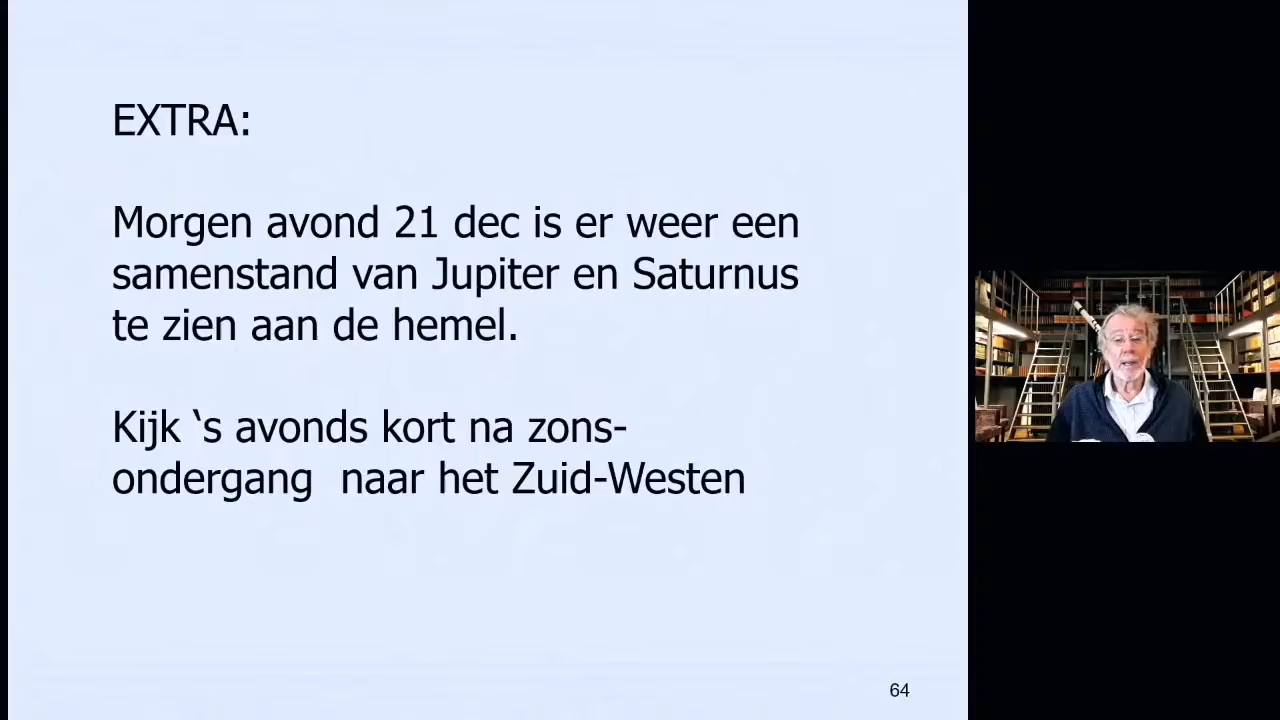 EXTRA:
Morgen avond 21 dec is er weer een
samenstand van Jupiter en Saturnus
te zien aan de hemel.
Kijk ‘s avonds kort na zons-
ondergang  naar het Zuid-Westen
64